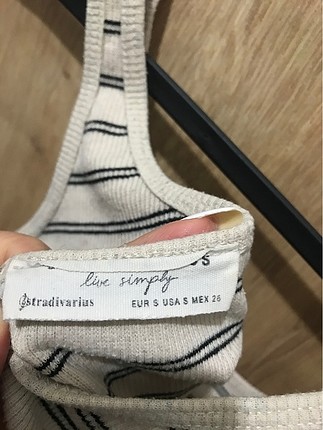 S
live simply
stradivarius EUR S USA S MEX 26